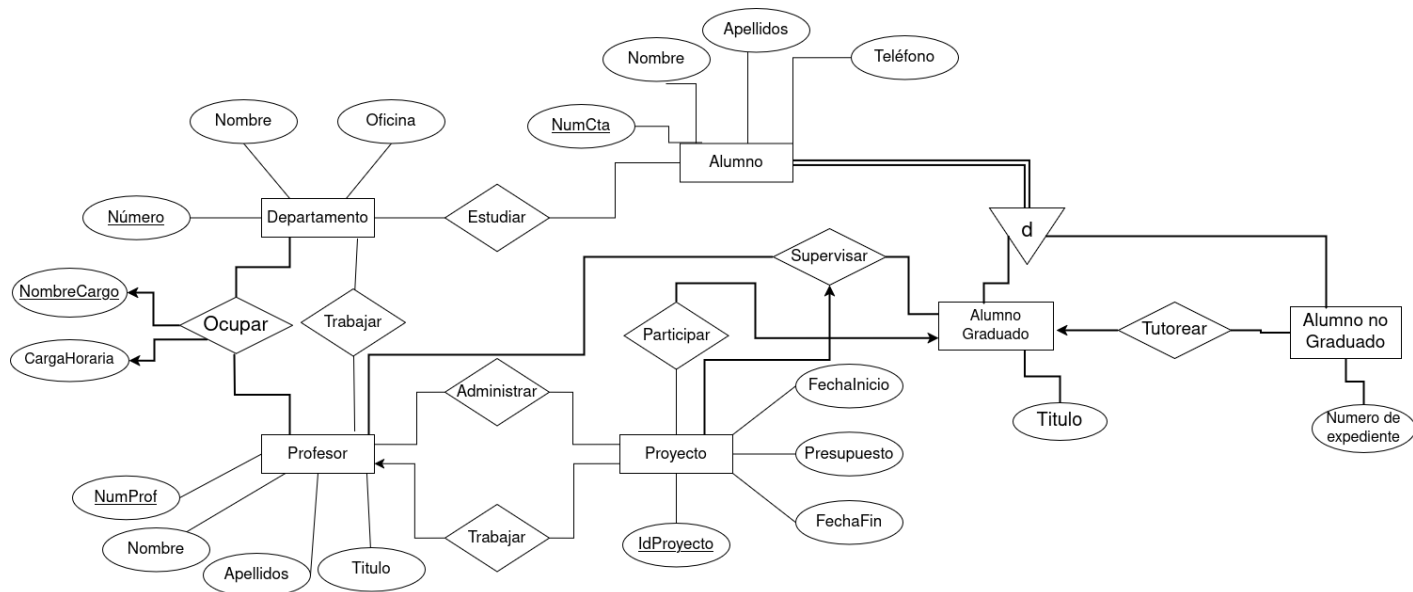 Apellidos
Nombre
Teléfono
Nombre
Oficina
NumCta
Alumno
Número
Departamento
Estudiar
d
Supervisar
NombreCargo
Ocupar
Trabajar
Participar
Alumno
Graduado
Tutorear
Alumno no
Graduado
CargaHoraria
Administrar
FechaInicio
Titulo
Numero de
expediente
Profesor
Proyecto
Presupuesto
NumProf
Nombre
Apellidos
Titulo
Trabajar
IdProyecto
FechaFin